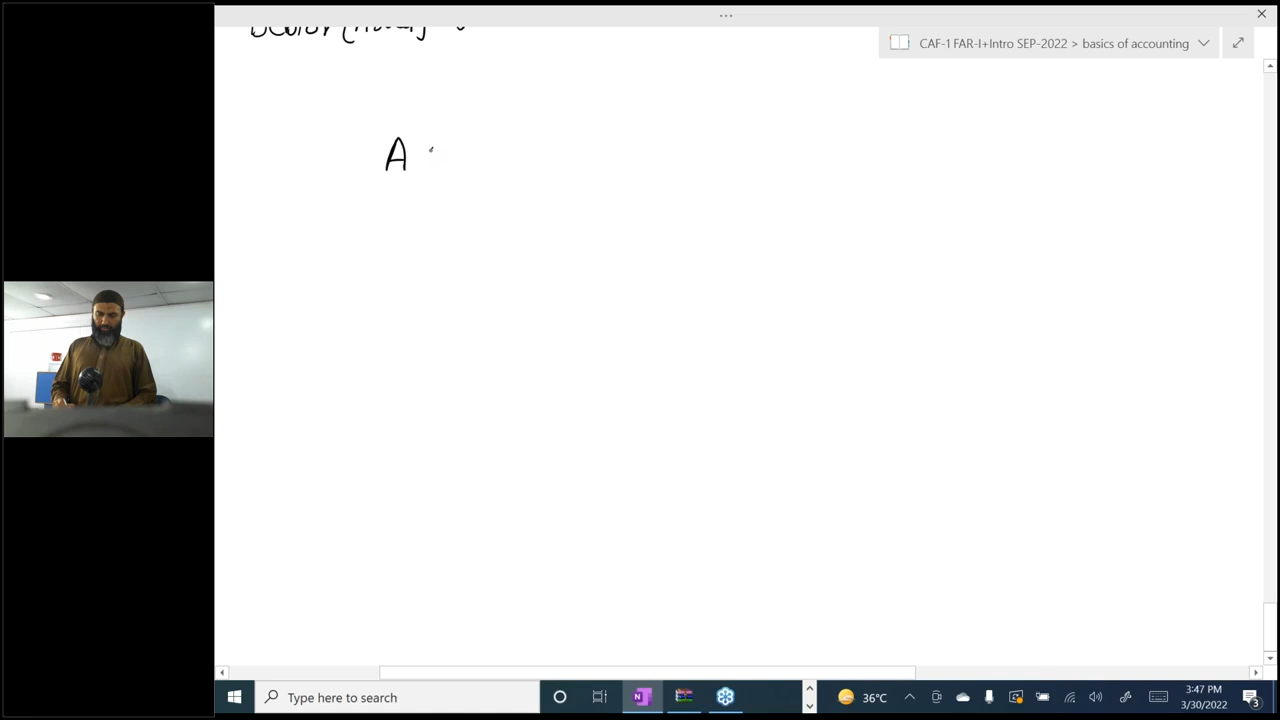 CAF-1 FAR-I+Intro SEP-2022 > basics of accounting
A
Type here to search
36°C
3:47 PM
3/30/2022
3